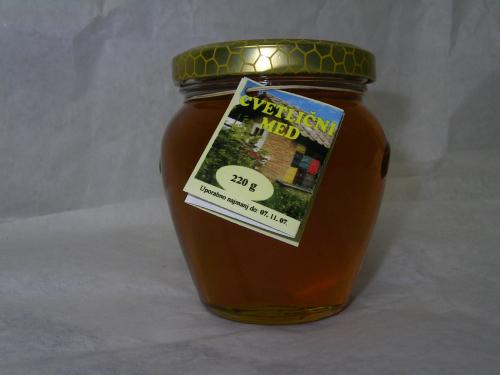 CVETLIČNI
MED
220 g
Uporabno najmanj do: 07. 11. 07.